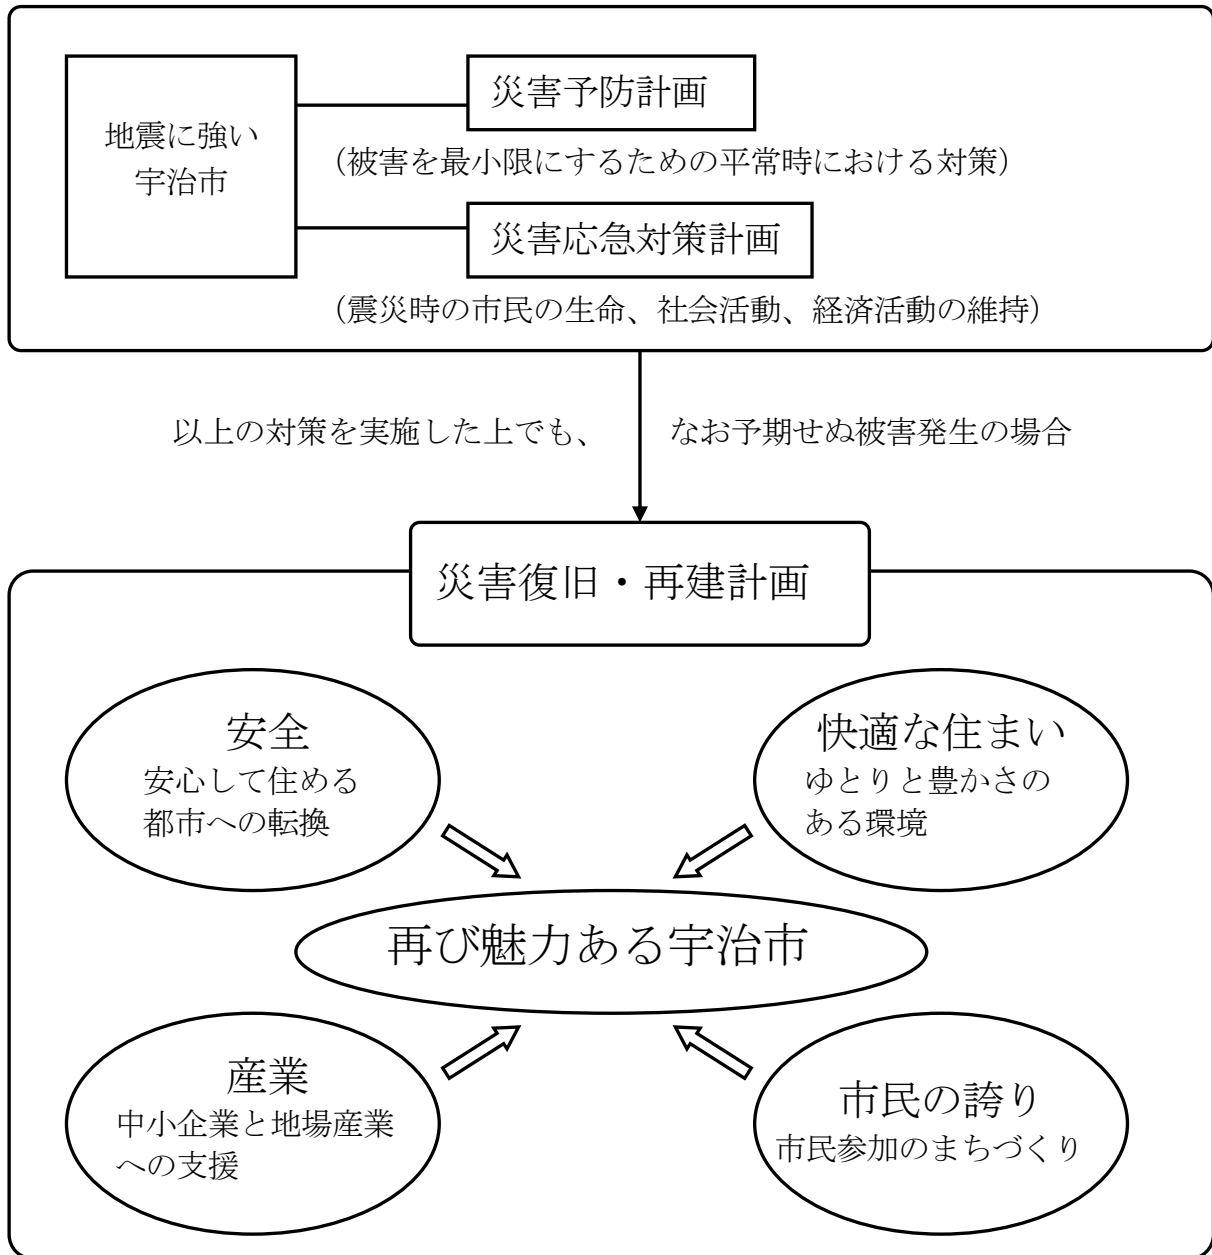 地震に強い
宇治市
災害予防計画
(被害を最小限にするための平常時における対策)
災害応急対策計画
(震災時の市民の生命、社会活動、経済活動の維持)
以上の対策を実施した上でも、 なお予期せぬ被害発生の場合
災害復旧・再建計画
安全
安心して住める
都市への転換
快適な住まい
ゆとりと豊かさの
ある環境
再び魅力ある宇治市
産業
中小企業と地場産業
への支援
市民の誇り
市民参加のまちづくり